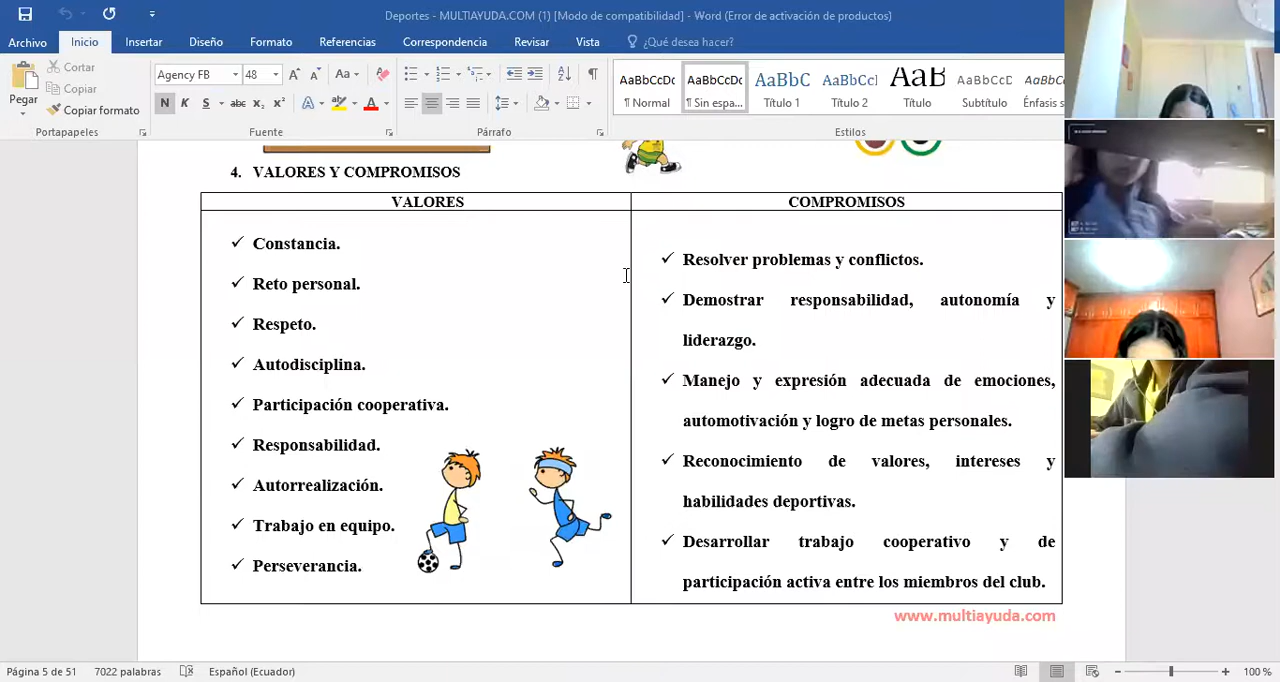 Deportes - MULTIAYUDA.COM (1) [Modo de compatibilidad] - Word (Error de activación de productos)
Archivo Inicio Insertar Diseño Formato Referencias Correspondencia Revisar Vista ¿Qué desea hacer?
Pegar
Cortar
Copiar
Copiar formato
Agency FB 48
N K S abc x₂ x²
AaBbCcDc AaBbCcDc AaBbC AaBbCcI AaB AaBbCcD AaBbCc
¶ Normal ¶ Sin espa... Título 1 Título 2 Título Subtítulo Énfasis s
Portapapeles Fuente Párrafo Estilos
4. VALORES Y COMPROMISOS
VALORES
Constancia.
Reto personal.
Respeto.
Autodisciplina.
Participación cooperativa.
Responsabilidad.
Autorrealización.
Trabajo en equipo.
Perseverancia.
COMPROMISOS
Resolver problemas y conflictos.
Demostrar responsabilidad, autonomía y
liderazgo.
Manejo y expresión adecuada de emociones,
automotivación y logro de metas personales.
Reconocimiento de valores, intereses y
habilidades deportivas.
Desarrollar trabajo cooperativo y de
participación activa entre los miembros del club.
www.multiayuda.com
Página 5 de 51 7022 palabras Español (Ecuador) 100 %